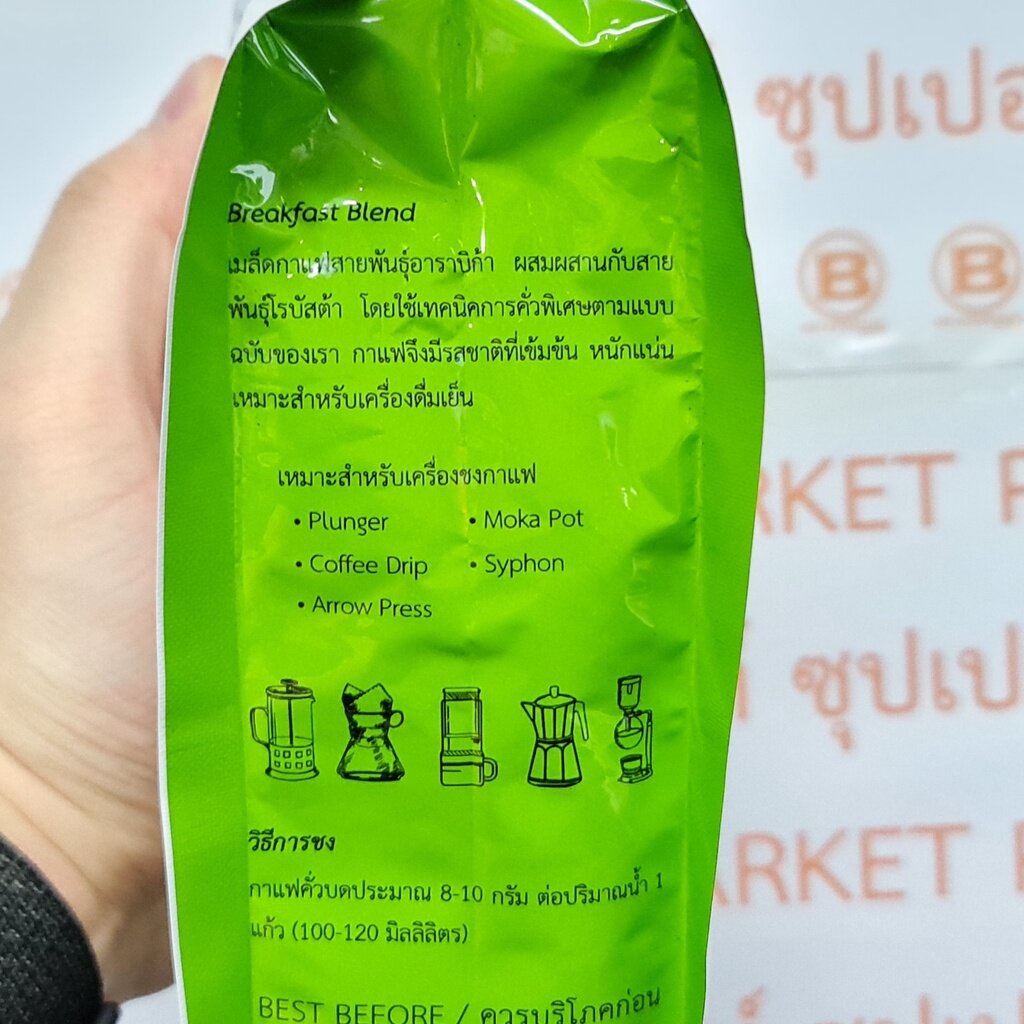 Breakfast Blend
เมล็ดกาแฟสายพันธุ์อาราบิก้า ผสมผสานกับสาย
พันธุ์โรบัสต้า โดยใช้เทคนิคการคั่วพิเศษตามแบบ
ฉบับของเรา กาแฟจึงมีรสชาติที่เข้มข้น หนักแน่น
เหมาะสำหรับเครื่องดื่มเย็น
เหมาะสำหรับเครื่องชงกาแฟ
• Plunger • Moka Pot
• Coffee Drip • Syphon
• Arrow Press
วิธีการชง
กาแฟคั่วบดประมาณ 8-10 กรัม ต่อปริมาณน้ำ 1
แก้ว (100-120 มิลลิลิตร)
BEST BEFORE / ควรบริโภคก่อน
ซุปเปอ
B B
RKET
ซุปเป
ARKET